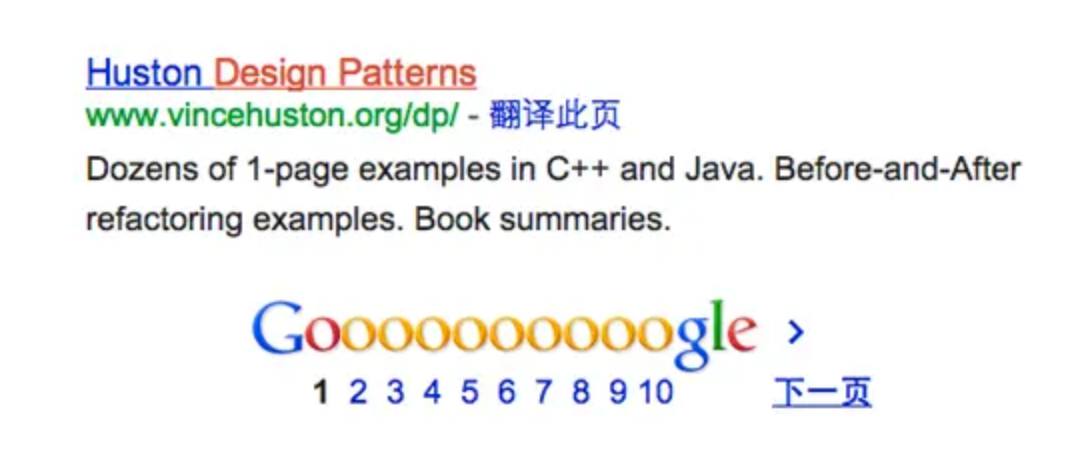 Huston Design Patterns
www.vincehuston.org/dp/ - 翻译此页
Dozens of 1-page examples in C++ and Java. Before-and-After
refactoring examples. Book summaries.
Goooooooooogle >
1 2 3 4 5 6 7 8 9 10 下一页